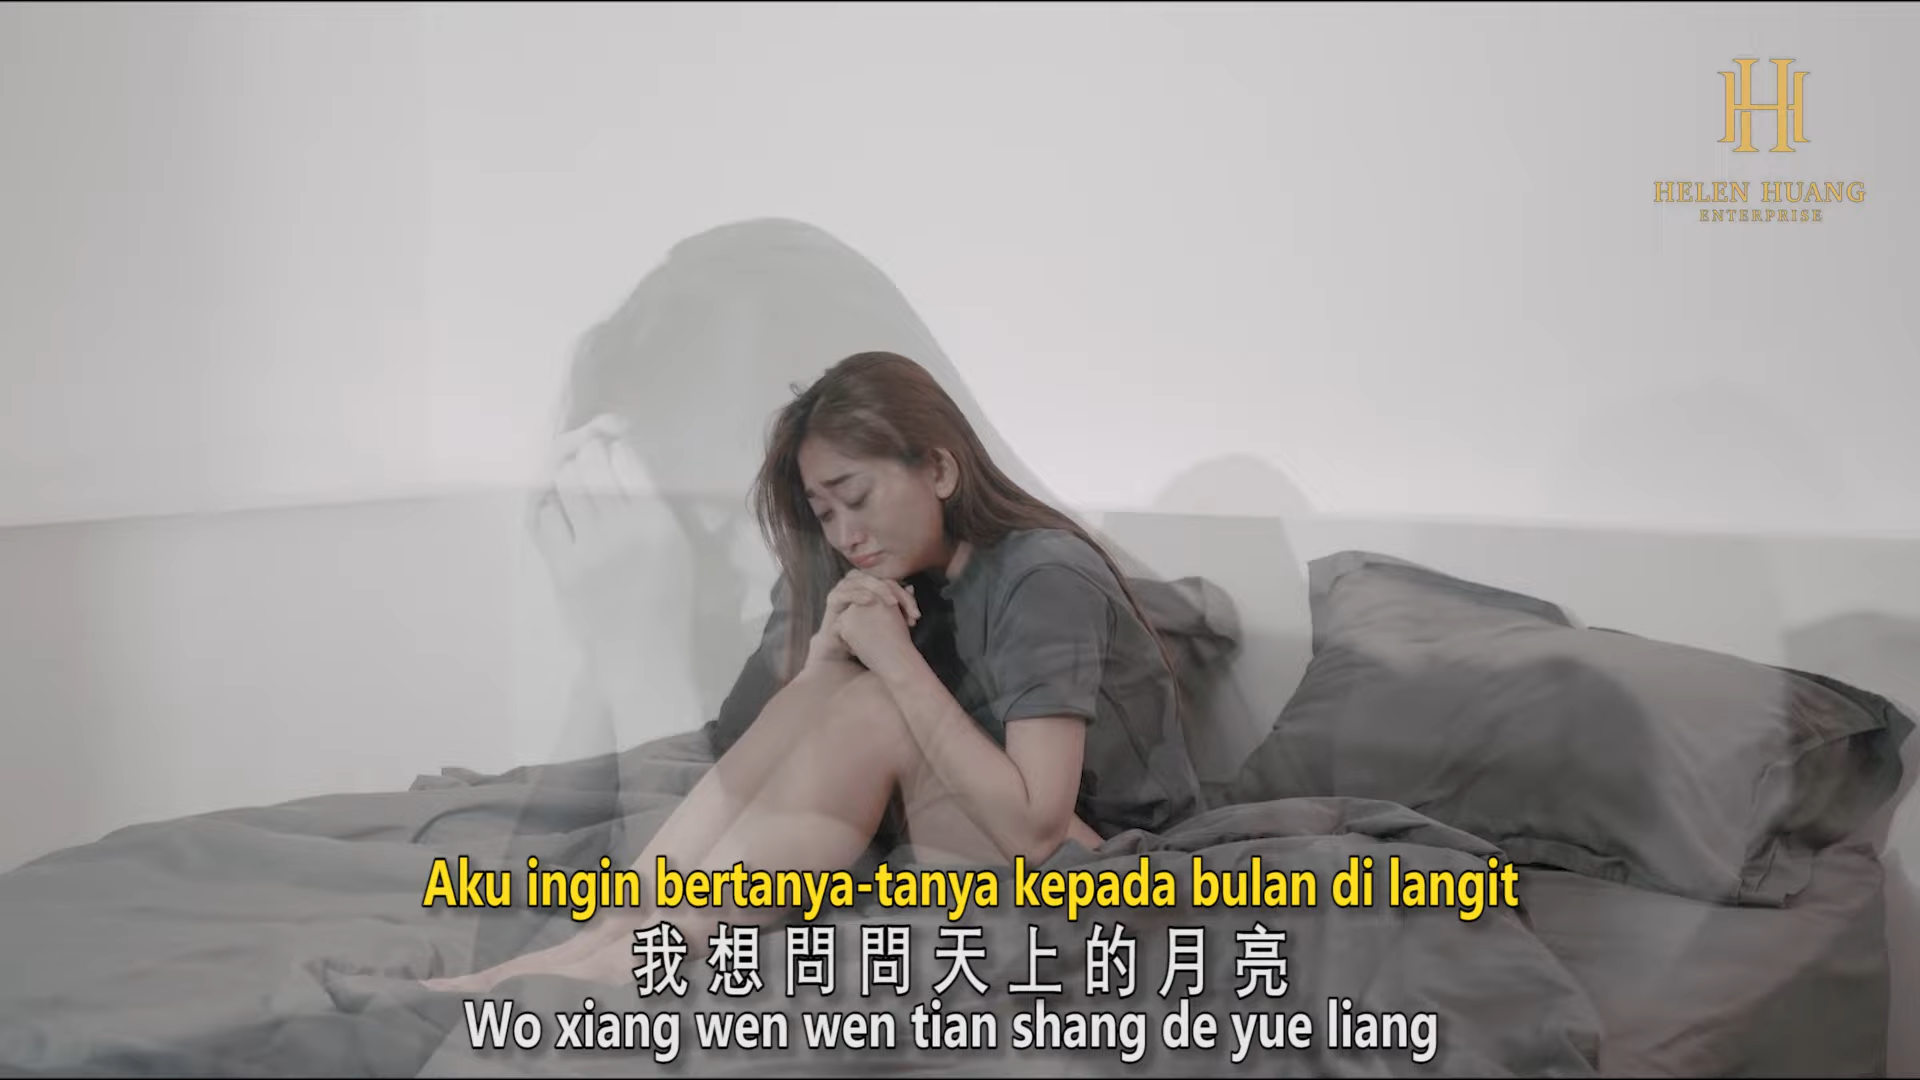 HH
HELEN HUANG
ENTERPRISE
Aku ingin bertanya-tanya kepada bulan di langit
我想問問天上的月亮
Wo xiang wen wen tian shang de yue liang